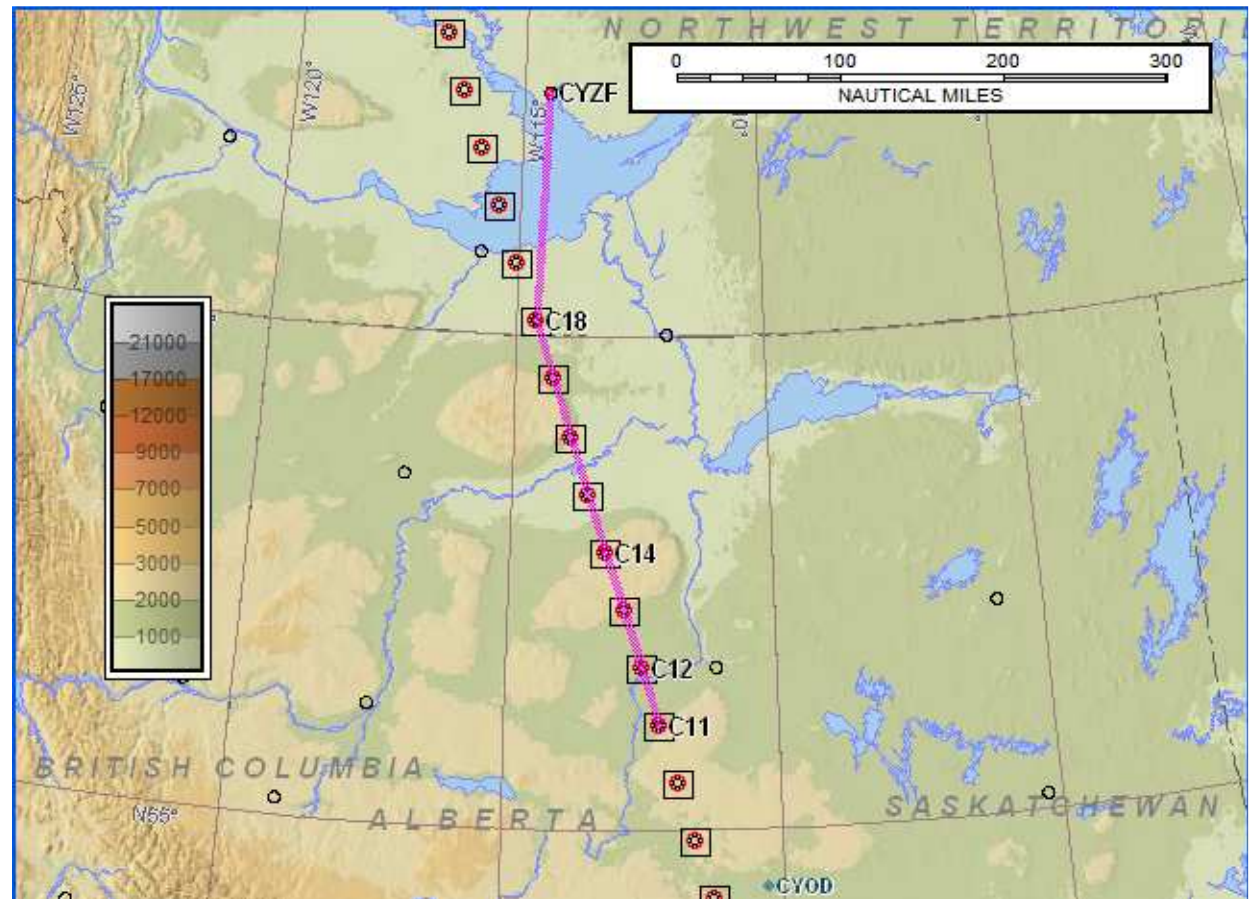 NORTHWEST TERRITORI
0 100 200 300
NAUTICAL MILES
W125°
W120°
W115°
CYZF
C18
21000
17000
12000
9000
7000
5000
3000
2000
1000
C14
C12
C11
BRITISH COLUMBIA
N55°
ALBERTA
SASKATCHEWAN
CYOD